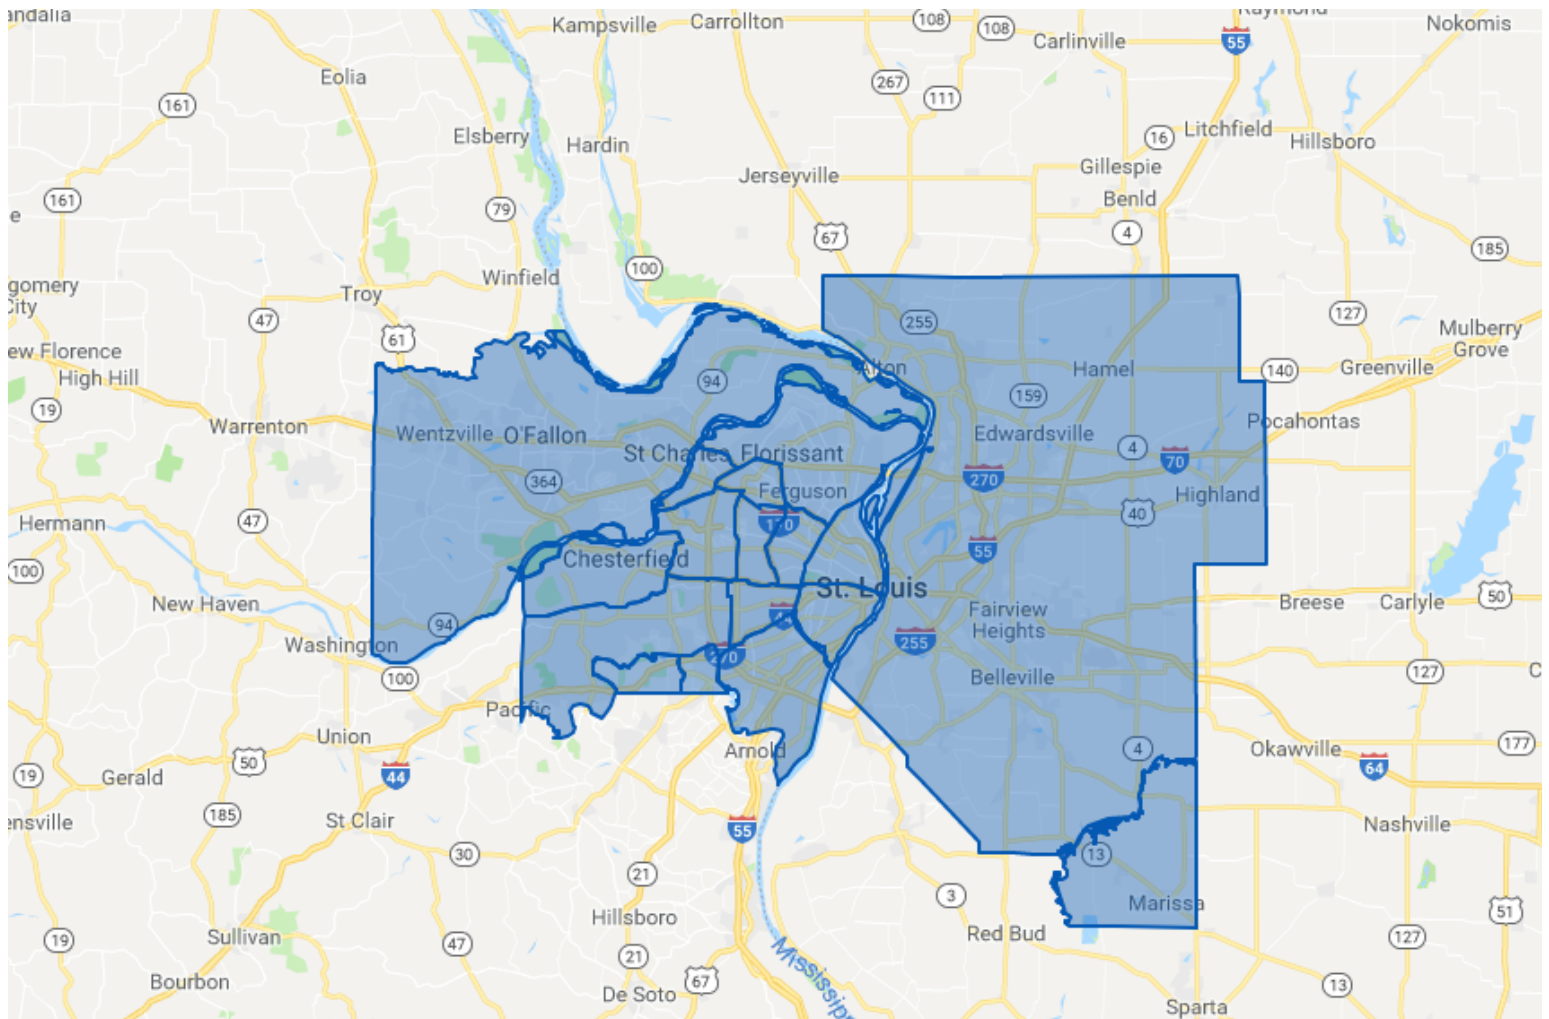 andalia
Kampsville
Carrollton
108
108
Carlinville
Raymond
55
Nokomis
Eolia
161
267
111
Elsberry
Hardin
16
Litchfield
Hillsboro
Jerseyville
Gillespie
Benld
161
79
e
67
4
185
100
Winfield
gomery
City
Troy
47
61
255
127
Mulberry
Grove
ew Florence
High Hill
Alton
Hamel
140
Greenville
94
19
159
Warrenton
Wentzville
O'Fallon
Edwardsville
Pocahontas
St Charles
Florissant
4
70
364
Ferguson
270
Highland
Hermann
47
170
40
55
Chesterfield
100
St. Louis
50
New Haven
Breese
Carlyle
Fairview
Heights
94
44
255
Washington
270
Belleville
127
C
100
Pacific
Union
Arnold
4
Okawville
177
50
64
19
Gerald
44
185
St Clair
ensville
55
Nashville
30
13
21
3
Marissa
51
Hillsboro
Red Bud
127
19
Sullivan
47
21
Mississipp
Bourbon
67
De Soto
13
Sparta